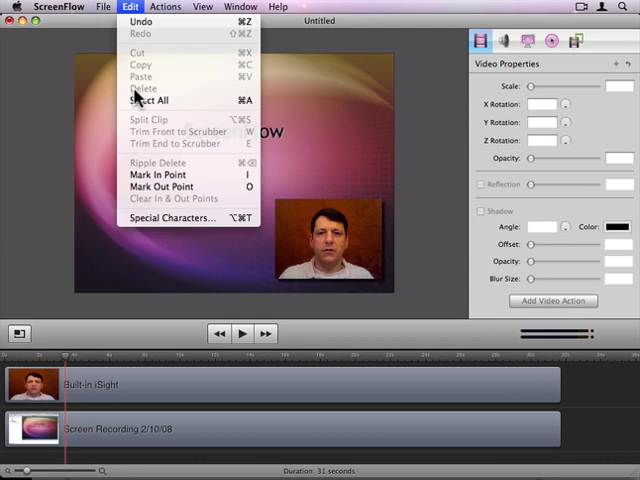 ScreenFlow File Edit Actions View Window Help
Untitled
Undo ⌘Z
Redo ⇧⌘Z
Cut ⌘X
Copy ⌘C
Paste ⌘V
Delete
Select All ⌘A
Split Clip ⌥⌘S
Trim Front to Scrubber W
Trim End to Scrubber E
Ripple Delete ⌘⌫
Mark In Point I
Mark Out Point O
Clear In & Out Points
Special Characters... ⌥⌘T
Video Properties
Scale:
X Rotation:
Y Rotation:
Z Rotation:
Opacity:
Reflection
Shadow
Angle: Color:
Offset:
Opacity:
Blur Size:
Add Video Action
Built-in iSight
Screen Recording 2/10/08
Duration: 31 seconds